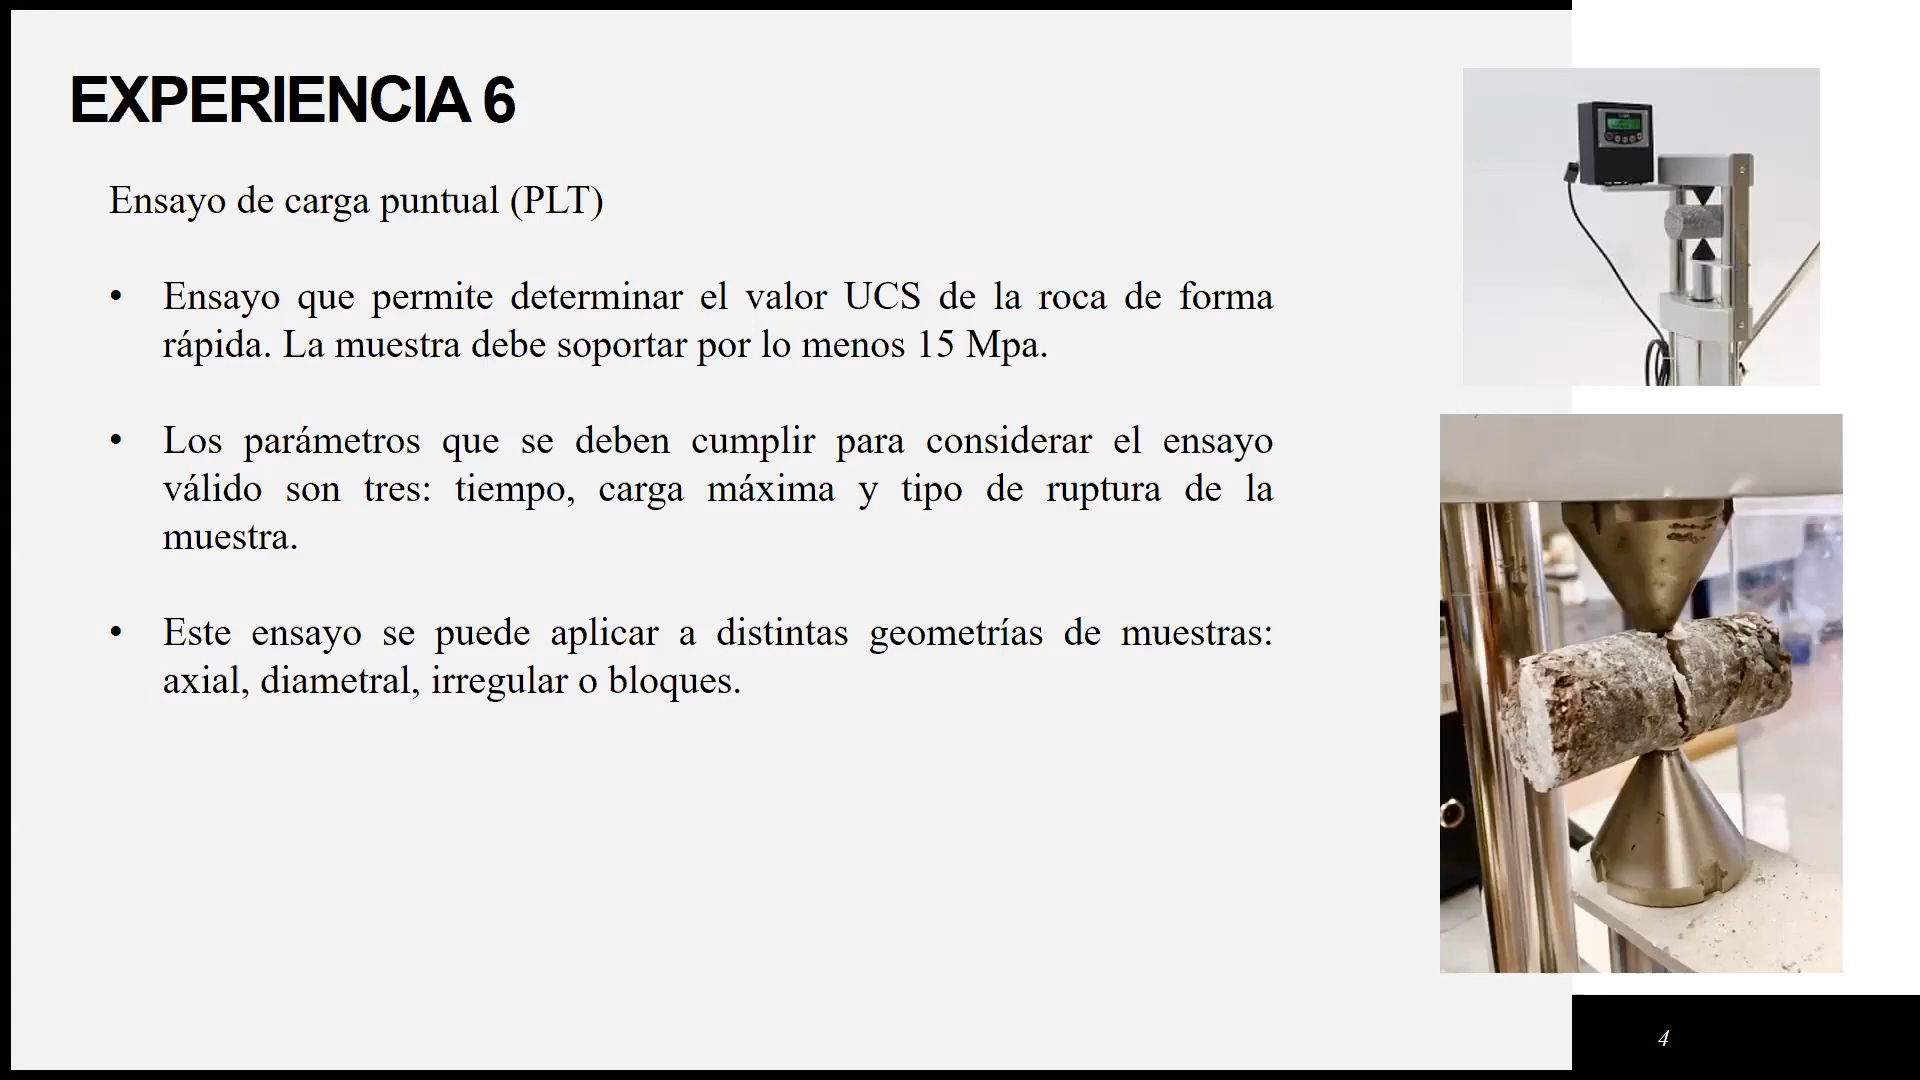 EXPERIENCIA 6
Ensayo de carga puntual (PLT)
• Ensayo que permite determinar el valor UCS de la roca de forma
rápida. La muestra debe soportar por lo menos 15 Mpa.
• Los parámetros que se deben cumplir para considerar el ensayo
válido son tres: tiempo, carga máxima y tipo de ruptura de la
muestra.
• Este ensayo se puede aplicar a distintas geometrías de muestras:
axial, diametral, irregular o bloques.
4